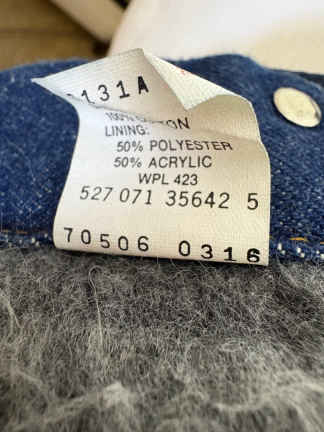 131A
100% COTTON
LINING:
50% POLYESTER
50% ACRYLIC
WPL 423
527 071 35642 5
70506 0316